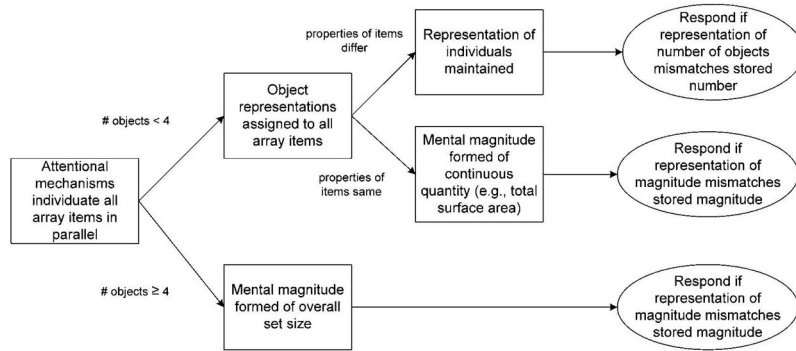 properties of items
differ
Representation of
individuals
maintained
Respond if
representation of
number of objects
mismatches stored
number
# objects < 4
Object
representations
assigned to all
array items
Attentional
mechanisms
individuate all
array items in
parallel
properties of
items same
Mental magnitude
formed of
continuous
quantity (e.g., total
surface area)
Respond if
representation of
magnitude mismatches
stored magnitude
# objects ≥ 4
Mental magnitude
formed of overall
set size
Respond if
representation of
magnitude mismatches
stored magnitude